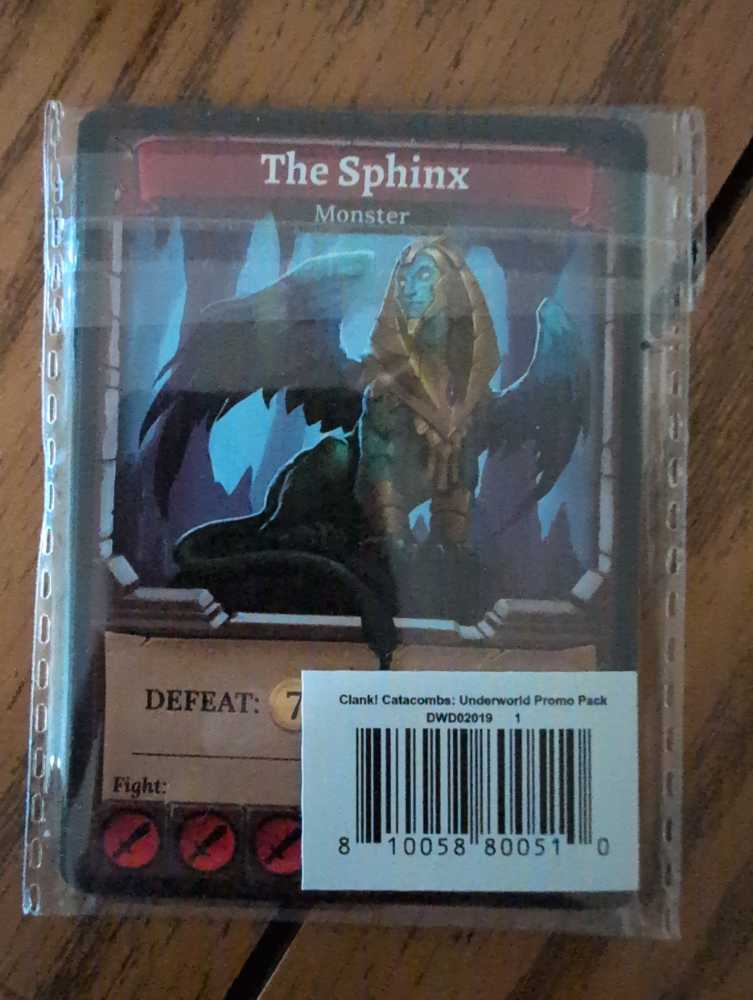 The Sphinx
Monster
DEFEAT: 7
Fight:
Clank! Catacombs: Underworld Promo Pack
DWD02019 1
8 10058 80051 0